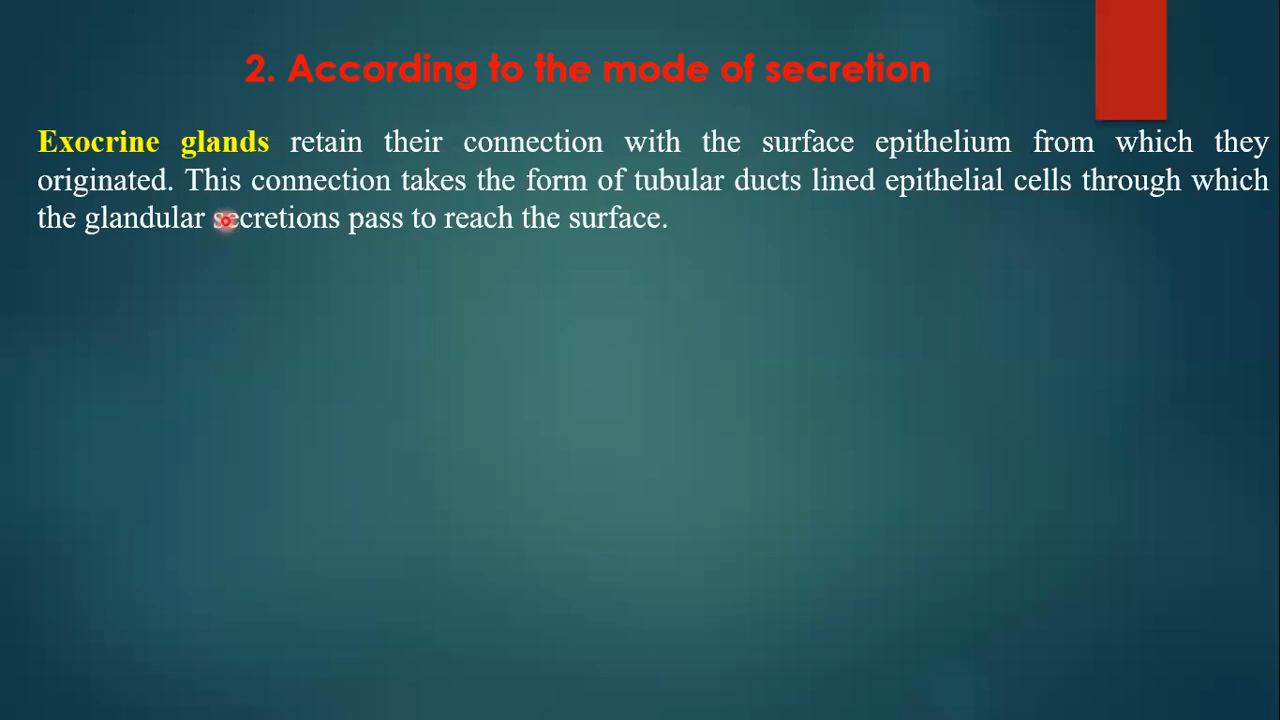 2. According to the mode of secretion
Exocrine glands retain their connection with the surface epithelium from which they
originated. This connection takes the form of tubular ducts lined epithelial cells through which
the glandular secretions pass to reach the surface.